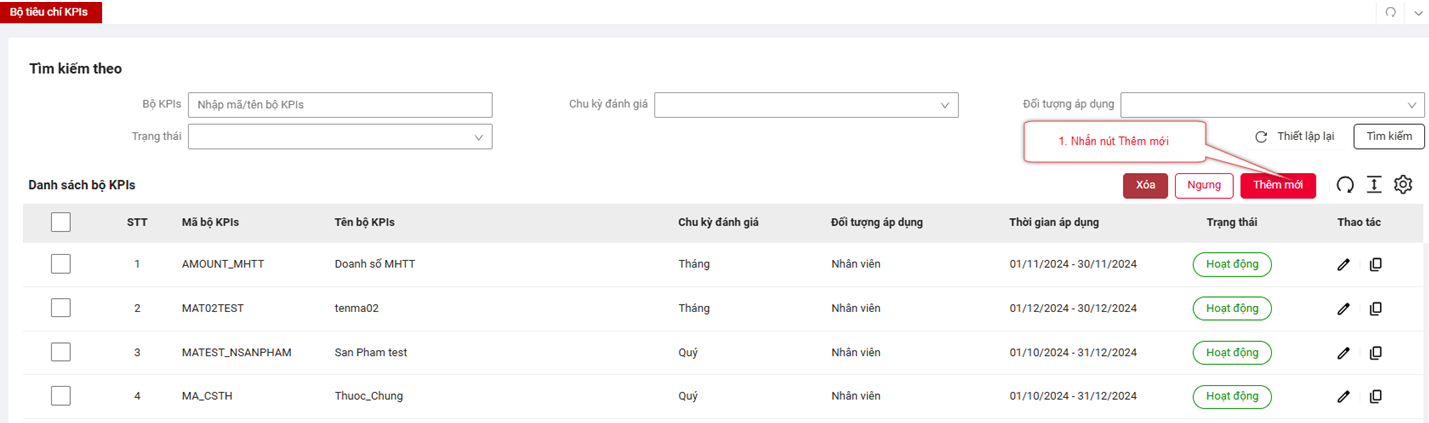 Bộ tiêu chí KPIs
Tìm kiếm theo
Bộ KPIs Nhập mã/tên bộ KPIs Chu kỳ đánh giá Đối tượng áp dụng
Trạng thái
1. Nhấn nút Thêm mới
Thiết lập lại Tìm kiếm
Danh sách bộ KPIs Xóa Ngưng Thêm mới
STT Mã bộ KPIs Tên bộ KPIs Chu kỳ đánh giá Đối tượng áp dụng Thời gian áp dụng Trạng thái Thao tác
1 AMOUNT_MHTT Doanh số MHTT Tháng Nhân viên 01/11/2024 - 30/11/2024 Hoạt động
2 MAT02TEST tenma02 Tháng Nhân viên 01/12/2024 - 30/12/2024 Hoạt động
3 MATEST_NSANPHAM San Pham test Quý Nhân viên 01/10/2024 - 31/12/2024 Hoạt động
4 MA_CSTH Thuoc_Chung Quý Nhân viên 01/10/2024 - 31/12/2024 Hoạt động